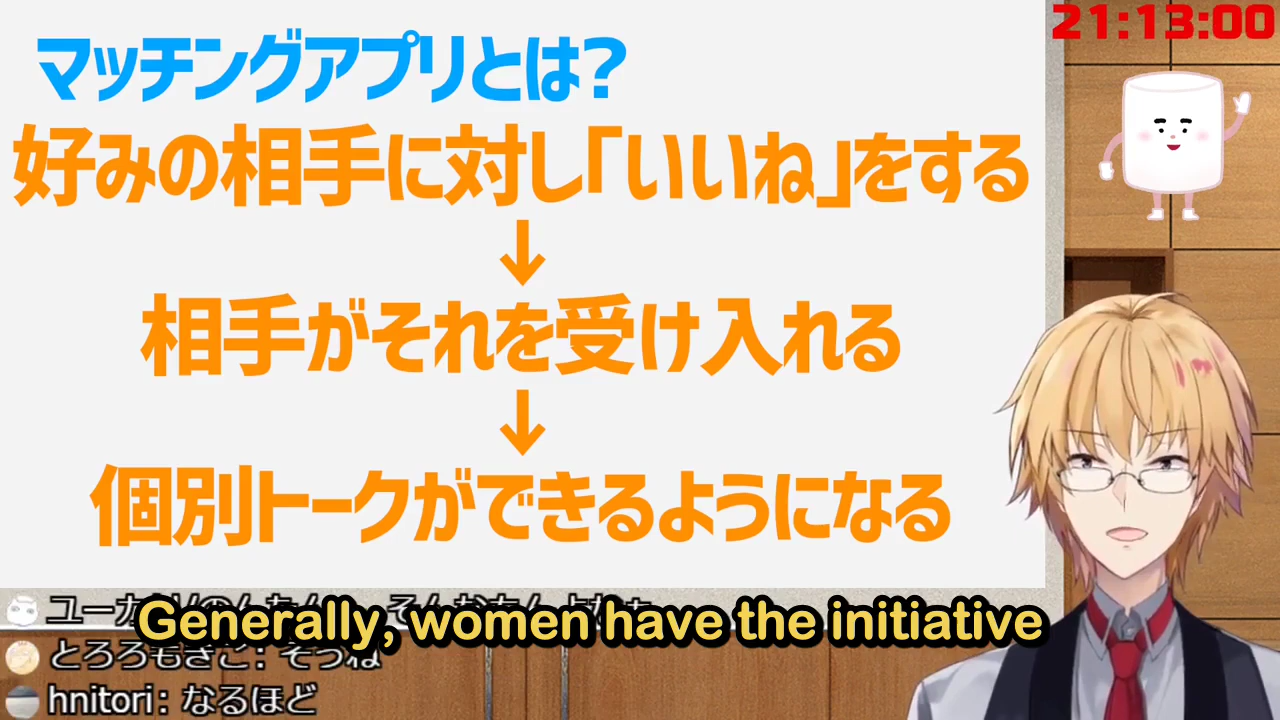 21:13:00
マッチングアプリとは?
好みの相手に対し「いいね」をする
↓
相手がそれを受け入れる
↓
個別トークができるようになる
Generally, women have the initiative
とろろもぎこ: そうね
hnitori: なるほど